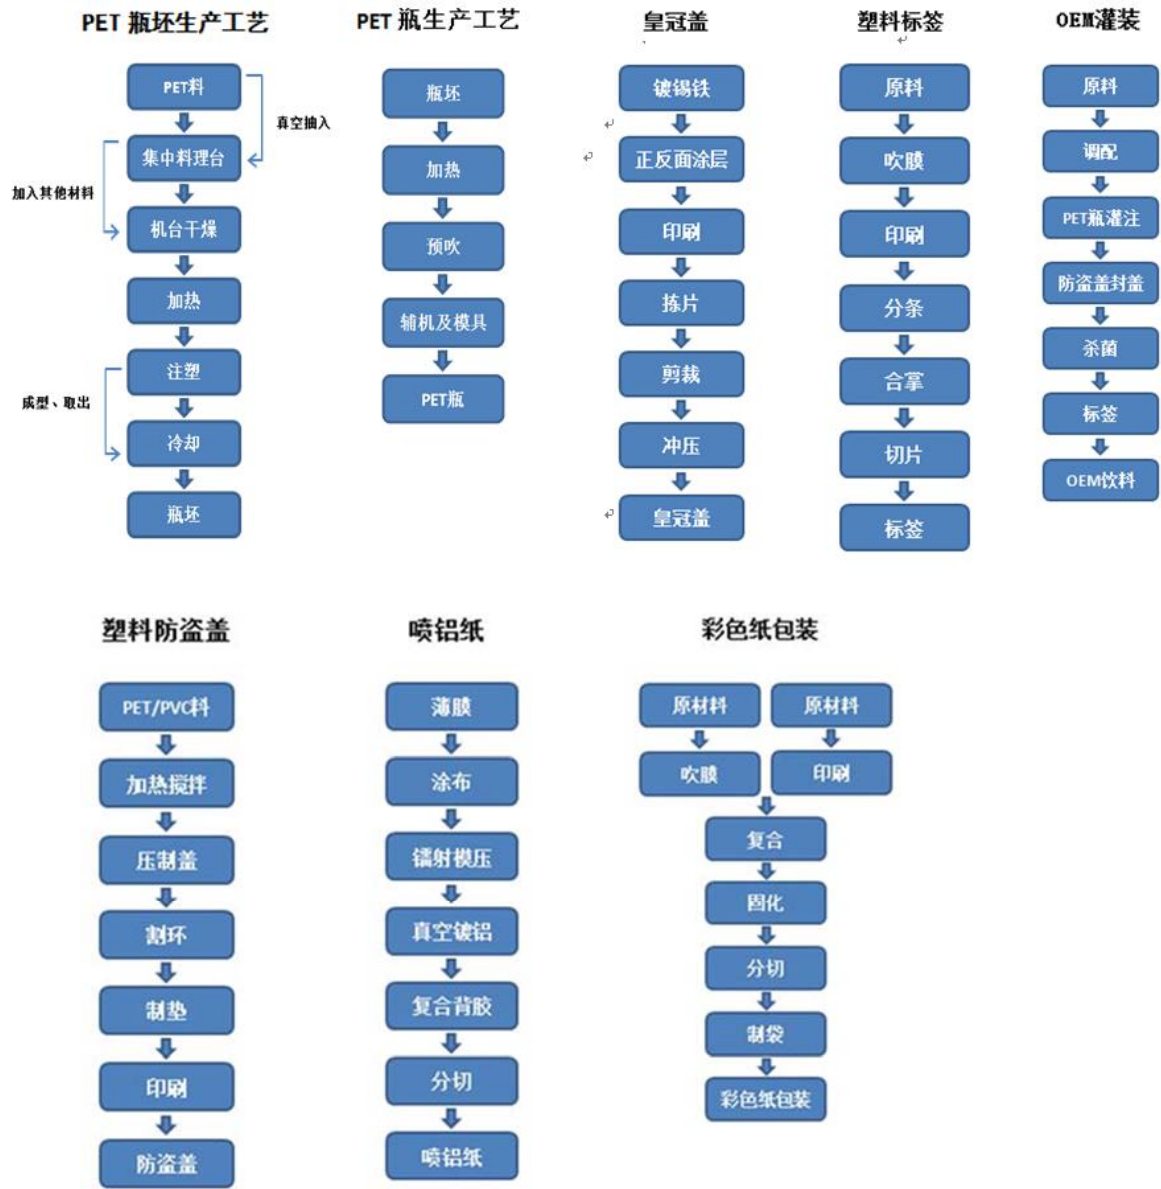 PET 瓶坯生产工艺
PET料
真空抽入
集中料理台
加入其他材料
机台干燥
加热
注塑
成型、取出
冷却
瓶坯
PET 瓶生产工艺
瓶坯
加热
预吹
辅机及模具
PET瓶
皇冠盖
镀锡铁
正反面涂层
印刷
拣片
剪裁
冲压
皇冠盖
塑料标签
原料
吹膜
印刷
分条
合掌
切片
标签
OEM灌装
原料
调配
PET瓶灌注
防盗盖封盖
杀菌
标签
OEM饮料
塑料防盗盖
PET/PVC料
加热搅拌
压制盖
割环
制垫
印刷
防盗盖
喷铝纸
薄膜
涂布
镭射模压
真空镀铝
复合背胶
分切
喷铝纸
彩色纸包装
原材料
原材料
吹膜
印刷
复合
固化
分切
制袋
彩色纸包装